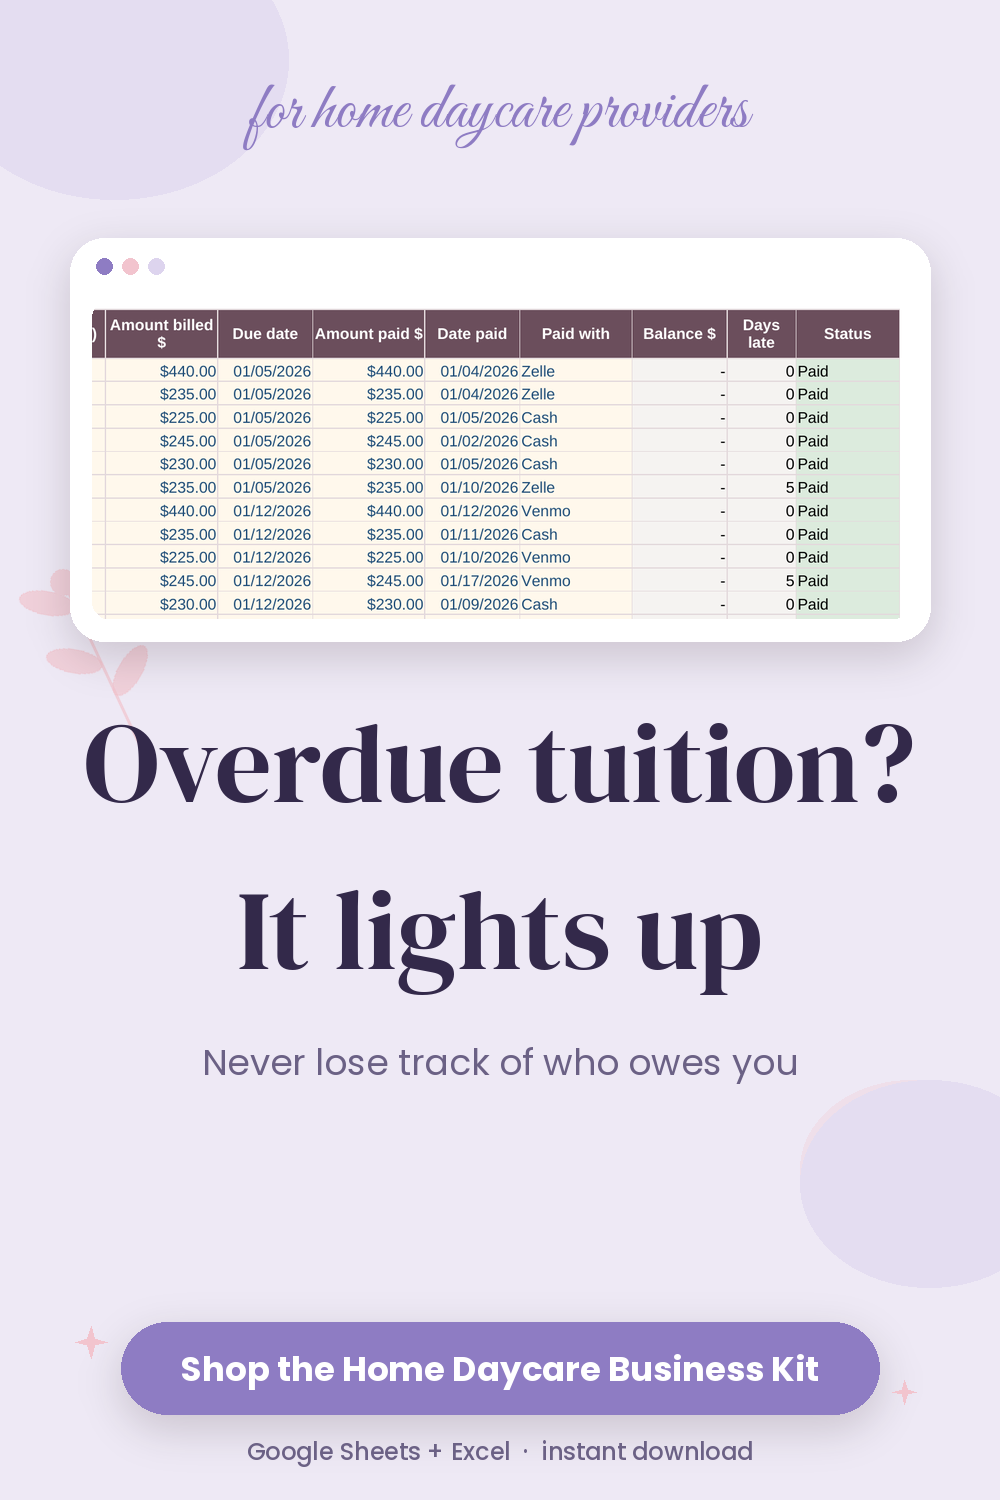 for home daycare providers
) Amount billed $ Due date Amount paid $ Date paid Paid with Balance $ Days late Status
$440.00 01/05/2026 $440.00 01/04/2026 Zelle - 0 Paid
$235.00 01/05/2026 $235.00 01/04/2026 Zelle - 0 Paid
$225.00 01/05/2026 $225.00 01/05/2026 Cash - 0 Paid
$245.00 01/05/2026 $245.00 01/02/2026 Cash - 0 Paid
$230.00 01/05/2026 $230.00 01/05/2026 Cash - 0 Paid
$235.00 01/05/2026 $235.00 01/10/2026 Zelle - 5 Paid
$440.00 01/12/2026 $440.00 01/12/2026 Venmo - 0 Paid
$235.00 01/12/2026 $235.00 01/11/2026 Cash - 0 Paid
$225.00 01/12/2026 $225.00 01/10/2026 Venmo - 0 Paid
$245.00 01/12/2026 $245.00 01/17/2026 Venmo - 5 Paid
$230.00 01/12/2026 $230.00 01/09/2026 Cash - 0 Paid
Overdue tuition?
It lights up
Never lose track of who owes you
Shop the Home Daycare Business Kit
Google Sheets + Excel · instant download